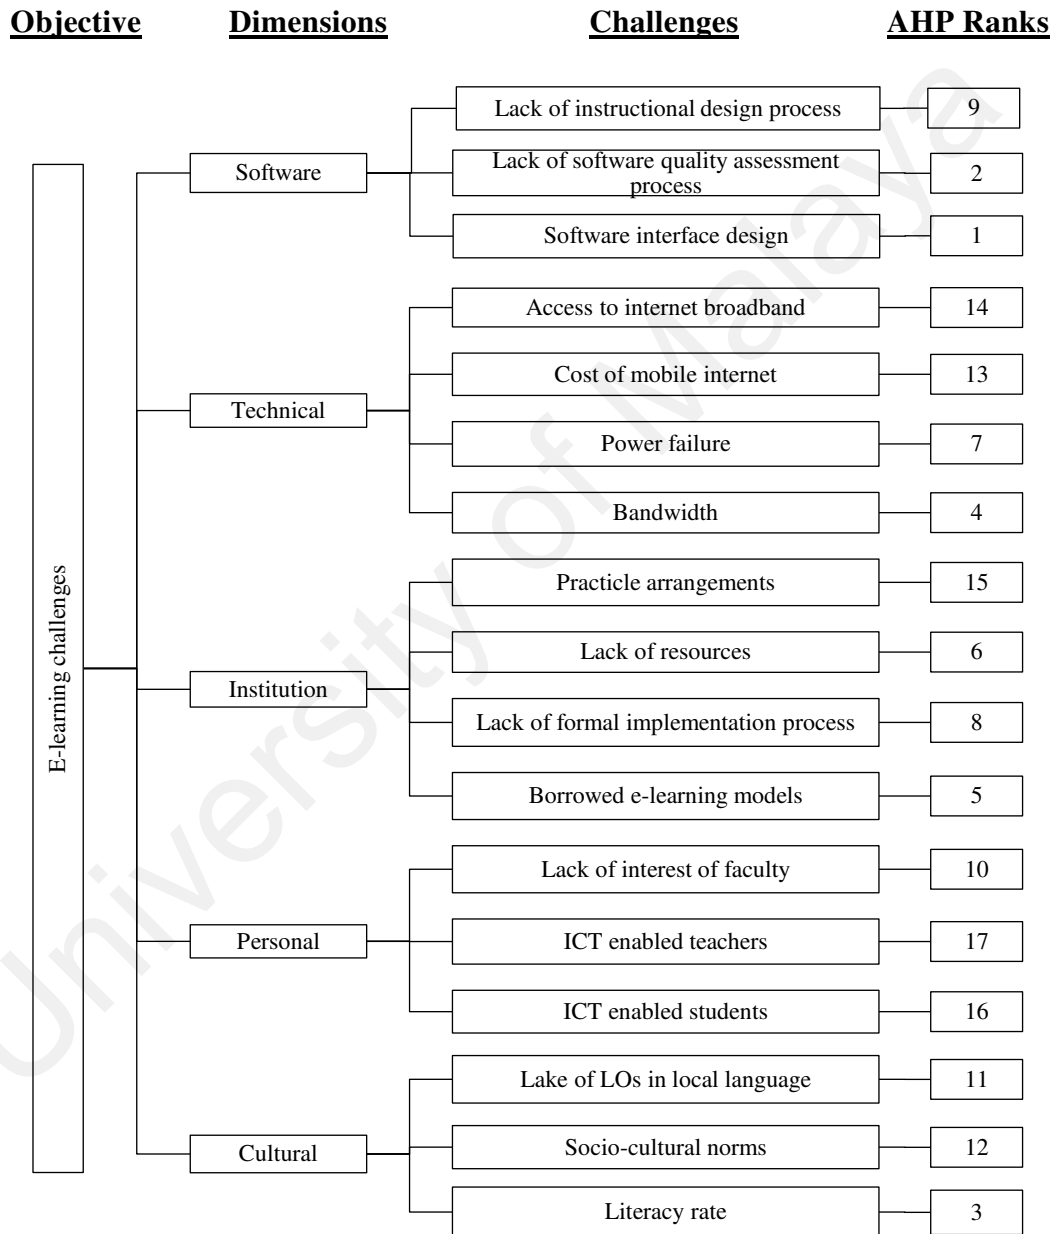 Objective Dimensions Challenges AHP Ranks
Lack of instructional design process 9
Software
Lack of software quality assessment
process
2
Software interface design 1
Access to internet broadband 14
Cost of mobile internet 13
Technical
Power failure 7
Bandwidth 4
E-learning challenges
Practicle arrangements 15
Lack of resources 6
Institution
Lack of formal implementation process 8
Borrowed e-learning models 5
Lack of interest of faculty 10
Personal
ICT enabled teachers 17
ICT enabled students 16
Lake of LOs in local language 11
Cultural
Socio-cultural norms 12
Literacy rate 3
University of Malaya